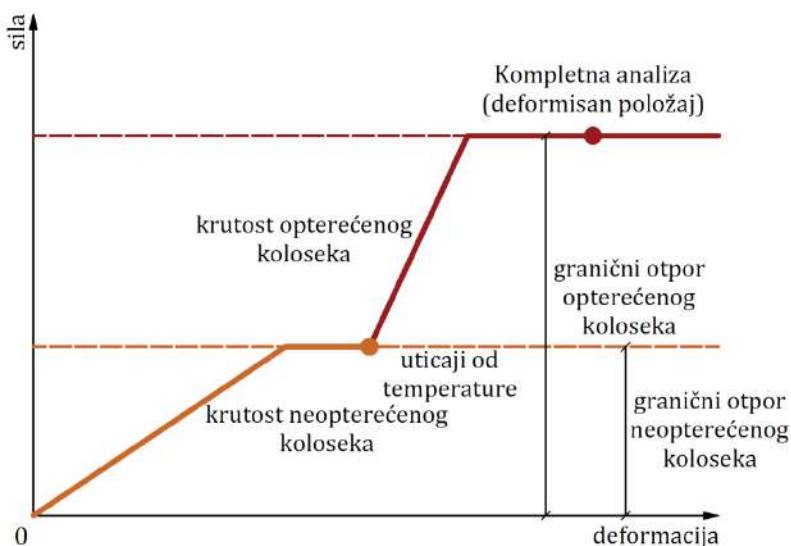 sila
Kompletna analiza
(deformisan položaj)
krutost opterećenog
koloseka
granični otpor
opterećenog
koloseka
uticaji od
temperature
krutost neopterećenog
koloseka
granični otpor
neopterećenog
koloseka
0
deformacija